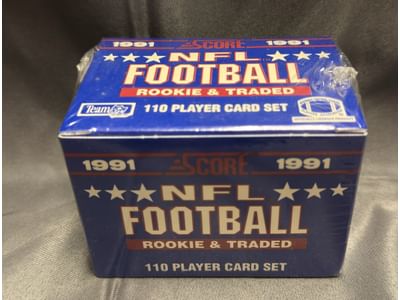 1991 SCORE 1991
NFL
FOOTBALL
ROOKIE & TRADED
Team NFL
110 PLAYER CARD SET
1991 SCORE 1991
NFL
FOOTBALL
ROOKIE & TRADED
110 PLAYER CARD SET